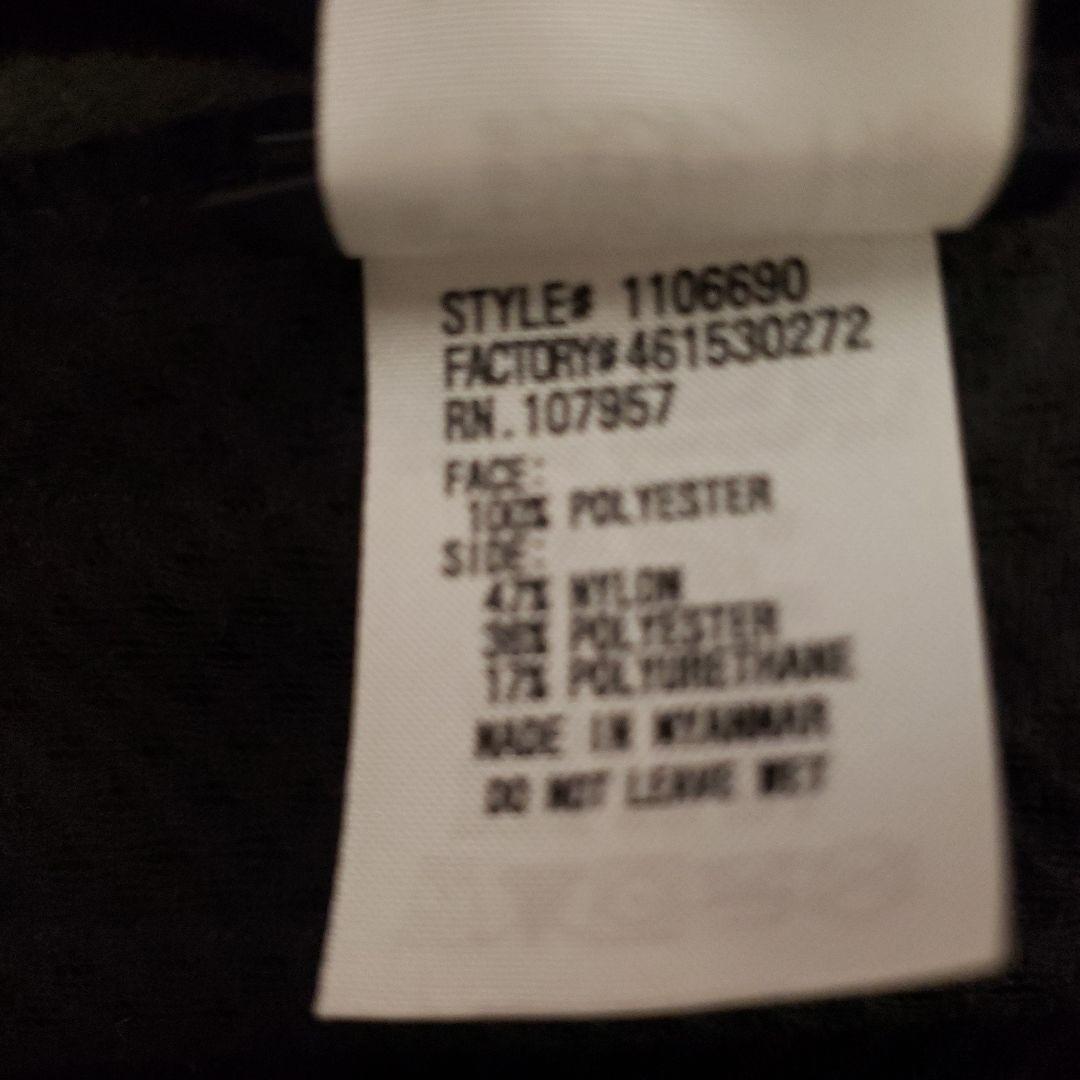 STYLE# 1106690
FACTORY#461530272
RN.107957
FACE:
100% POLYESTER
SIDE:
47% NYLON
36% POLYESTER
17% POLYURETHANE
MADE IN MYANMAR
DO NOT LEAVE WET